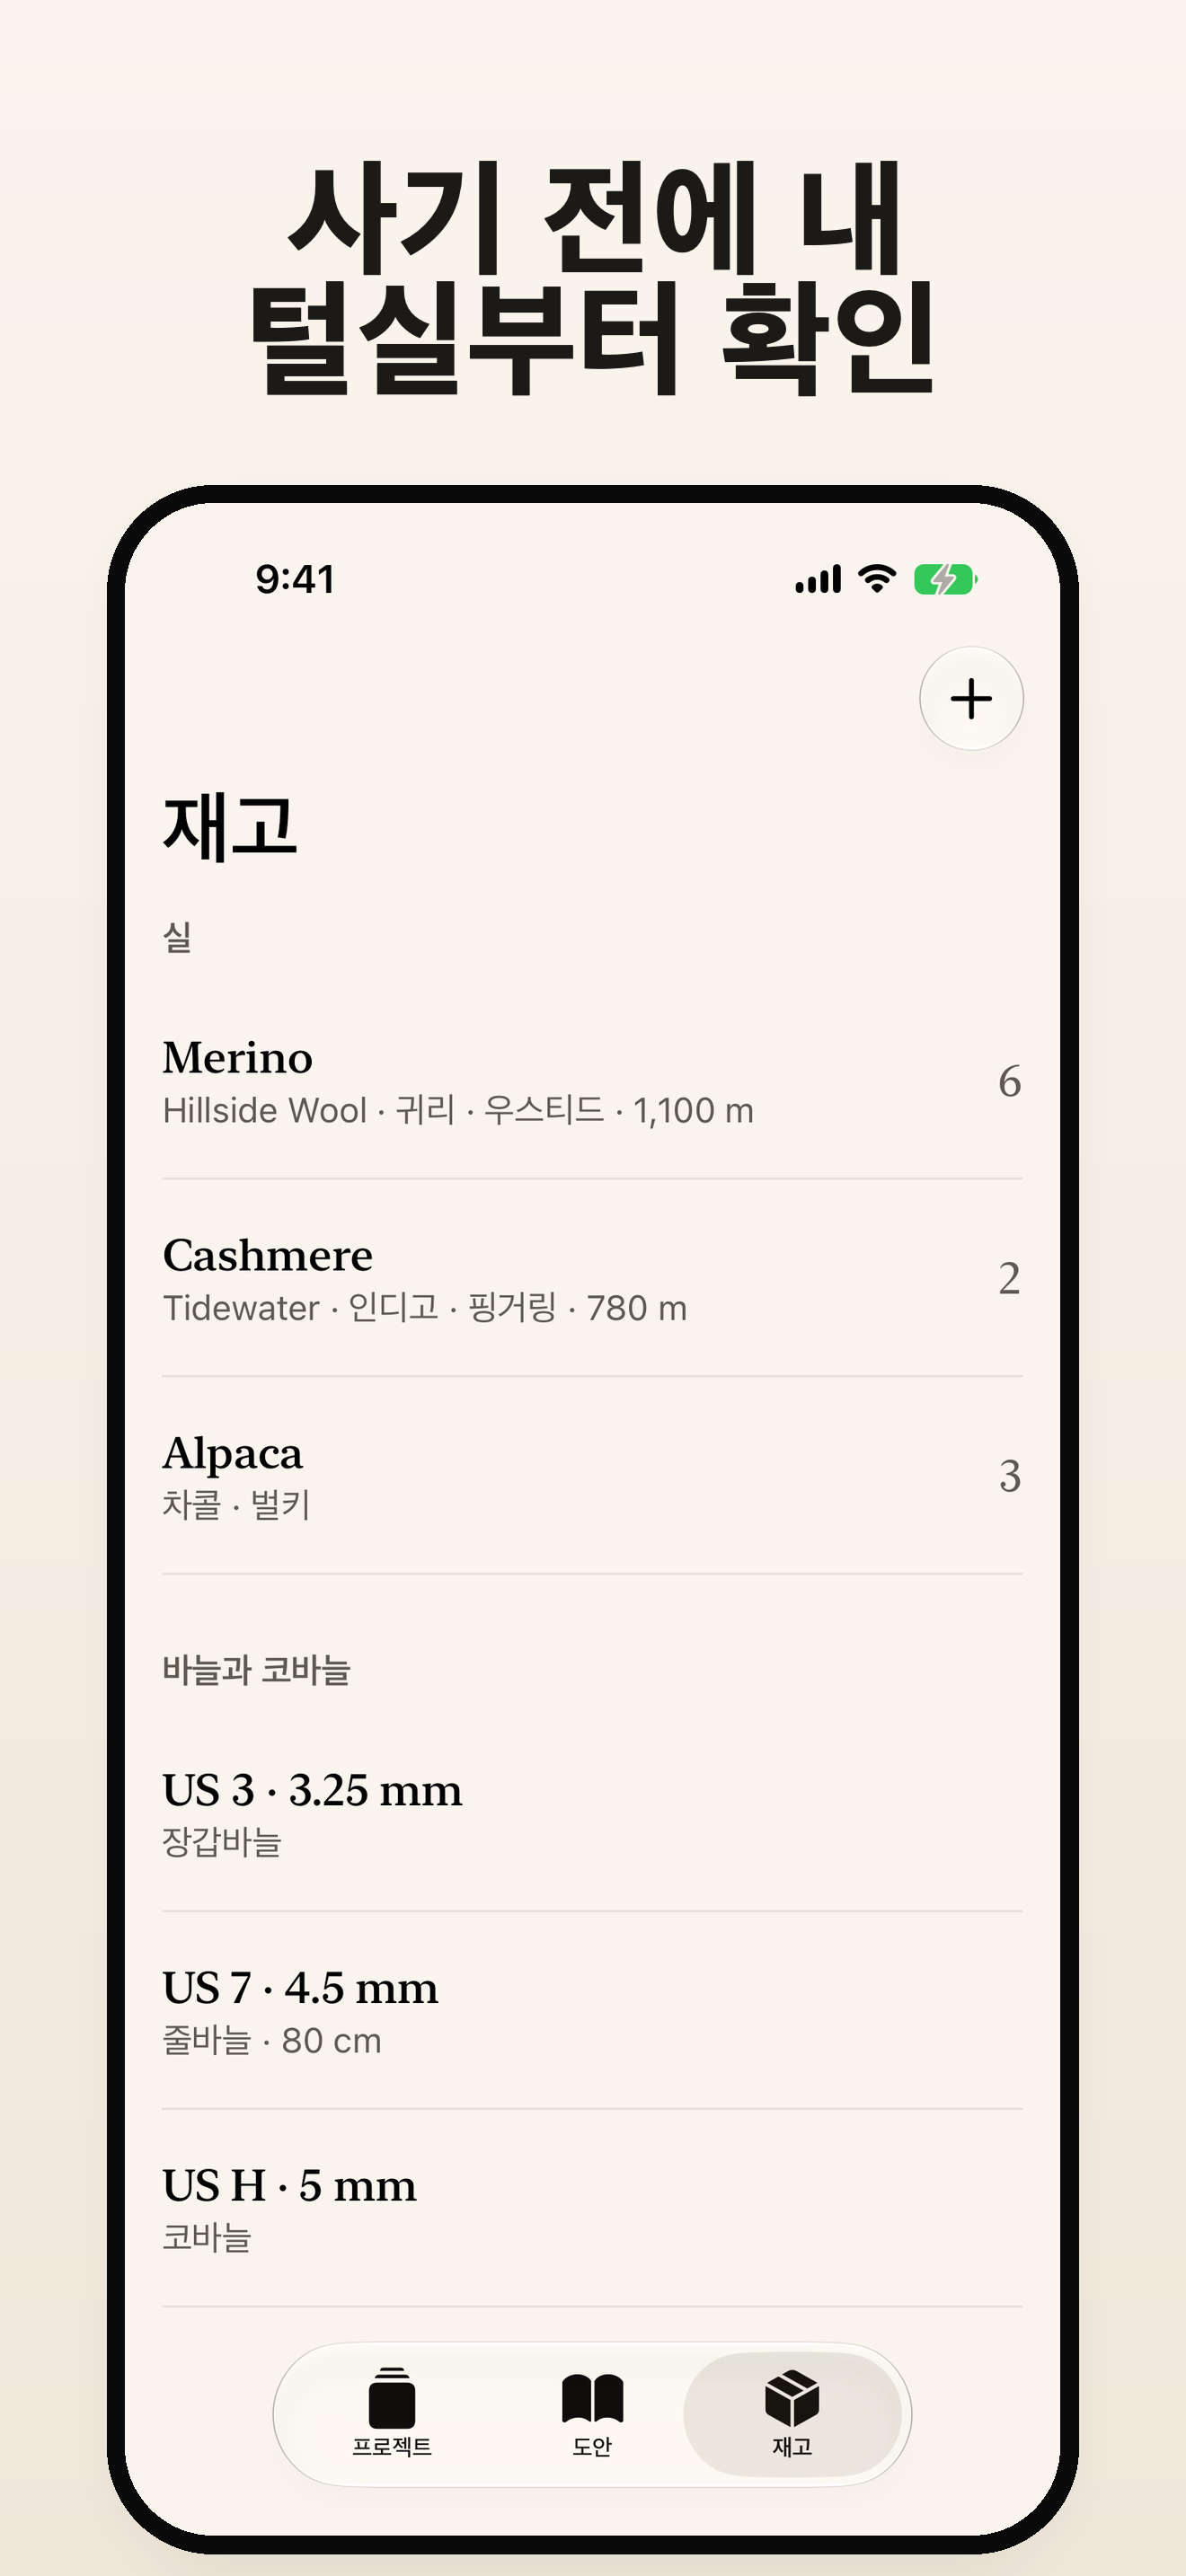 사기 전에 내
털실부터 확인
9:41
재고
실
Merino
Hillside Wool · 귀리 · 우스티드 · 1,100 m
6
Cashmere
Tidewater · 인디고 · 핑거링 · 780 m
2
Alpaca
차콜 · 벌키
3
바늘과 코바늘
US 3 · 3.25 mm
장갑바늘
US 7 · 4.5 mm
줄바늘 · 80 cm
US H · 5 mm
코바늘
프로젝트
도안
재고